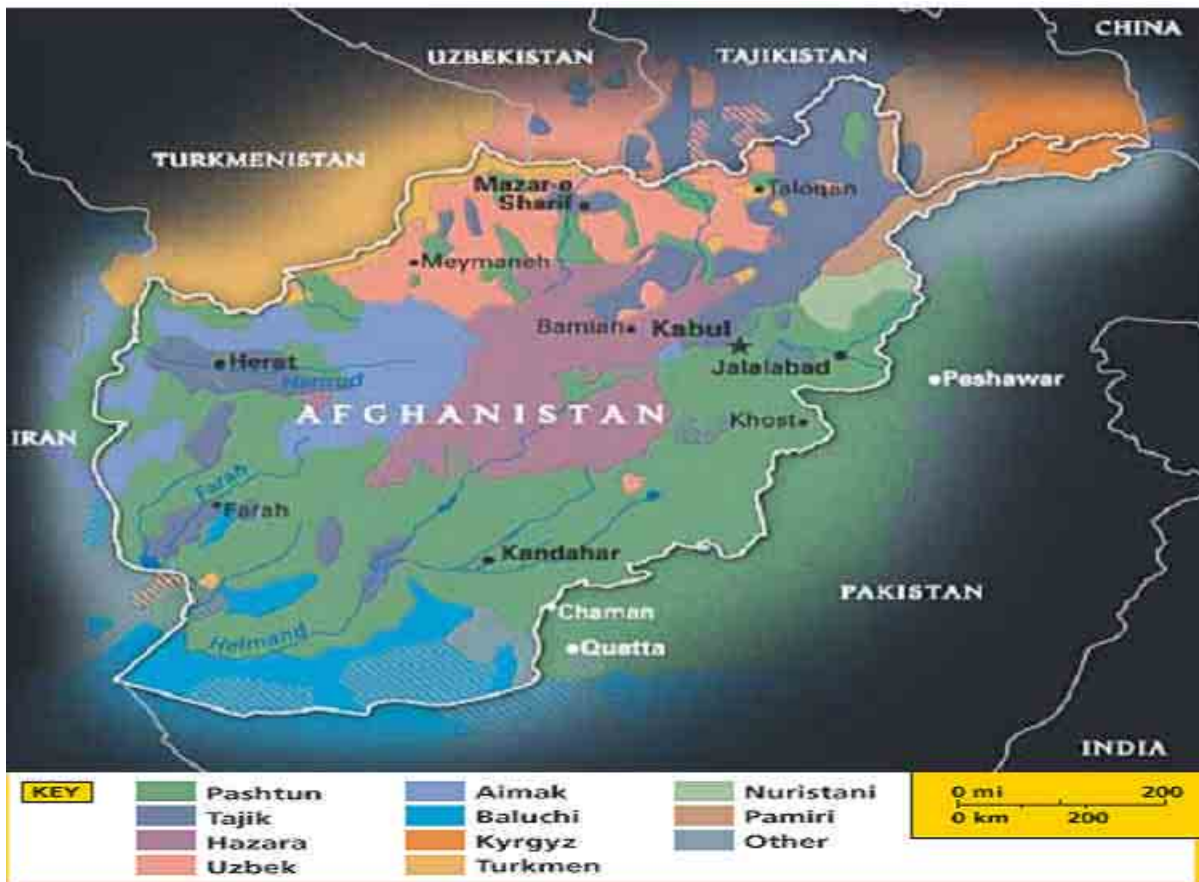 CHINA
UZBEKISTAN
TAJIKISTAN
TURKMENISTAN
Mazar-e
Sharif
Taloqan
Meymaneh
Bamian
Kabul
Herat
Harirud
Jalalabad
Peshawar
AFGHANISTAN
Khost
IRAN
Farah
Farah
Kandahar
PAKISTAN
Chaman
Helmand
Quetta
INDIA
KEY
Pashtun
Tajik
Hazara
Uzbek
Aimak
Baluchi
Kyrgyz
Turkmen
Nuristani
Pamiri
Other
0 mi 200
0 km 200